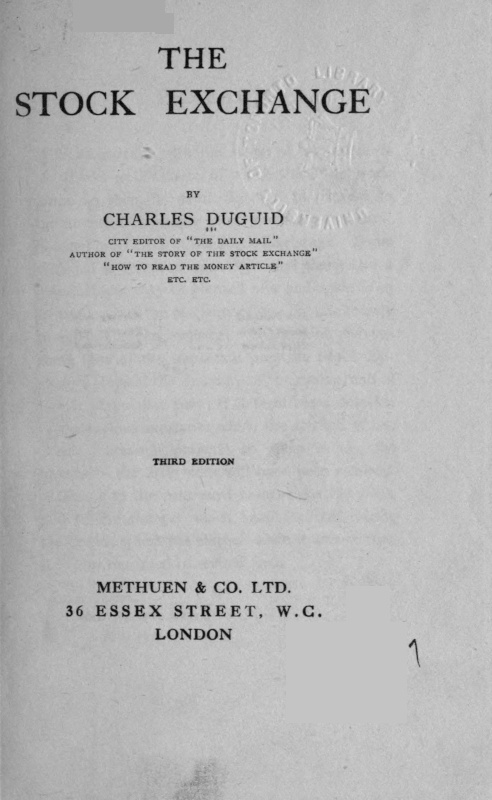 THE
STOCK EXCHANGE
BY
CHARLES DUGUID
CITY EDITOR OF "THE DAILY MAIL"
AUTHOR OF "THE STORY OF THE STOCK EXCHANGE"
"HOW TO READ THE MONEY ARTICLE"
ETC. ETC.
THIRD EDITION
METHUEN & CO. LTD.
36 ESSEX STREET, W.C.
LONDON